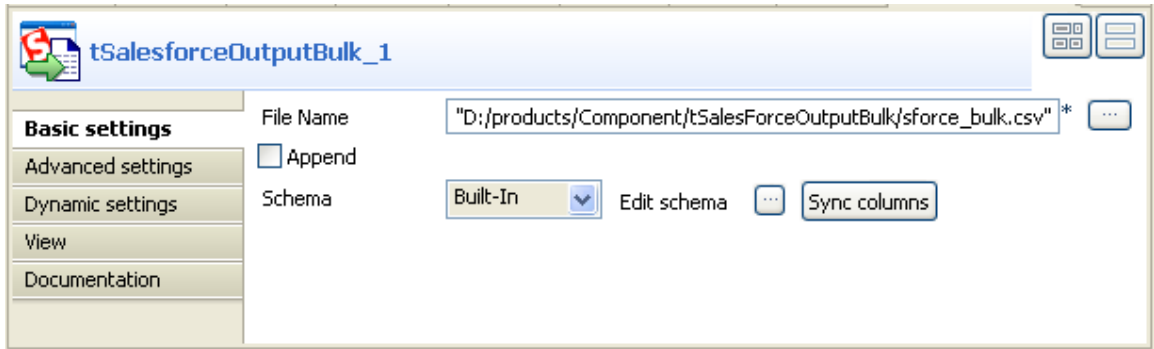 tSalesforceOutputBulk_1
Basic settings
Advanced settings
Dynamic settings
View
Documentation
File Name "D:/products/Component/tSalesForceOutputBulk/sforce_bulk.csv" * ...
Append
Schema Built-In Edit schema ... Sync columns